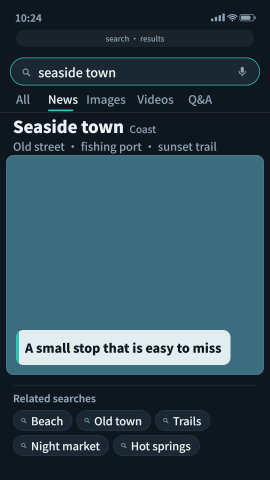 10:24
search • results
seaside town
All News Images Videos Q&A
Seaside town Coast
Old street • fishing port • sunset trail
A small stop that is easy to miss
Related searches
Beach Old town Trails
Night market Hot springs